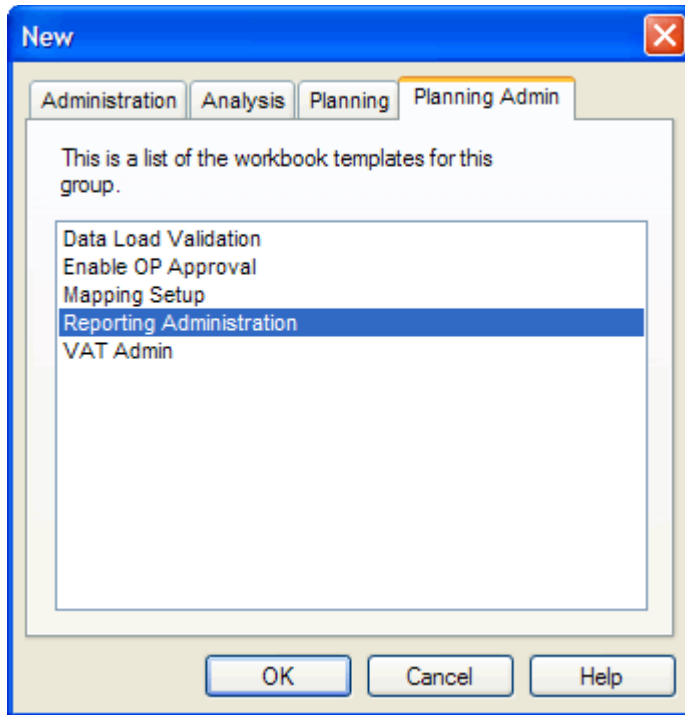 New
Administration Analysis Planning Planning Admin
This is a list of the workbook templates for this
group.
Data Load Validation
Enable OP Approval
Mapping Setup
Reporting Administration
VAT Admin
OK Cancel Help